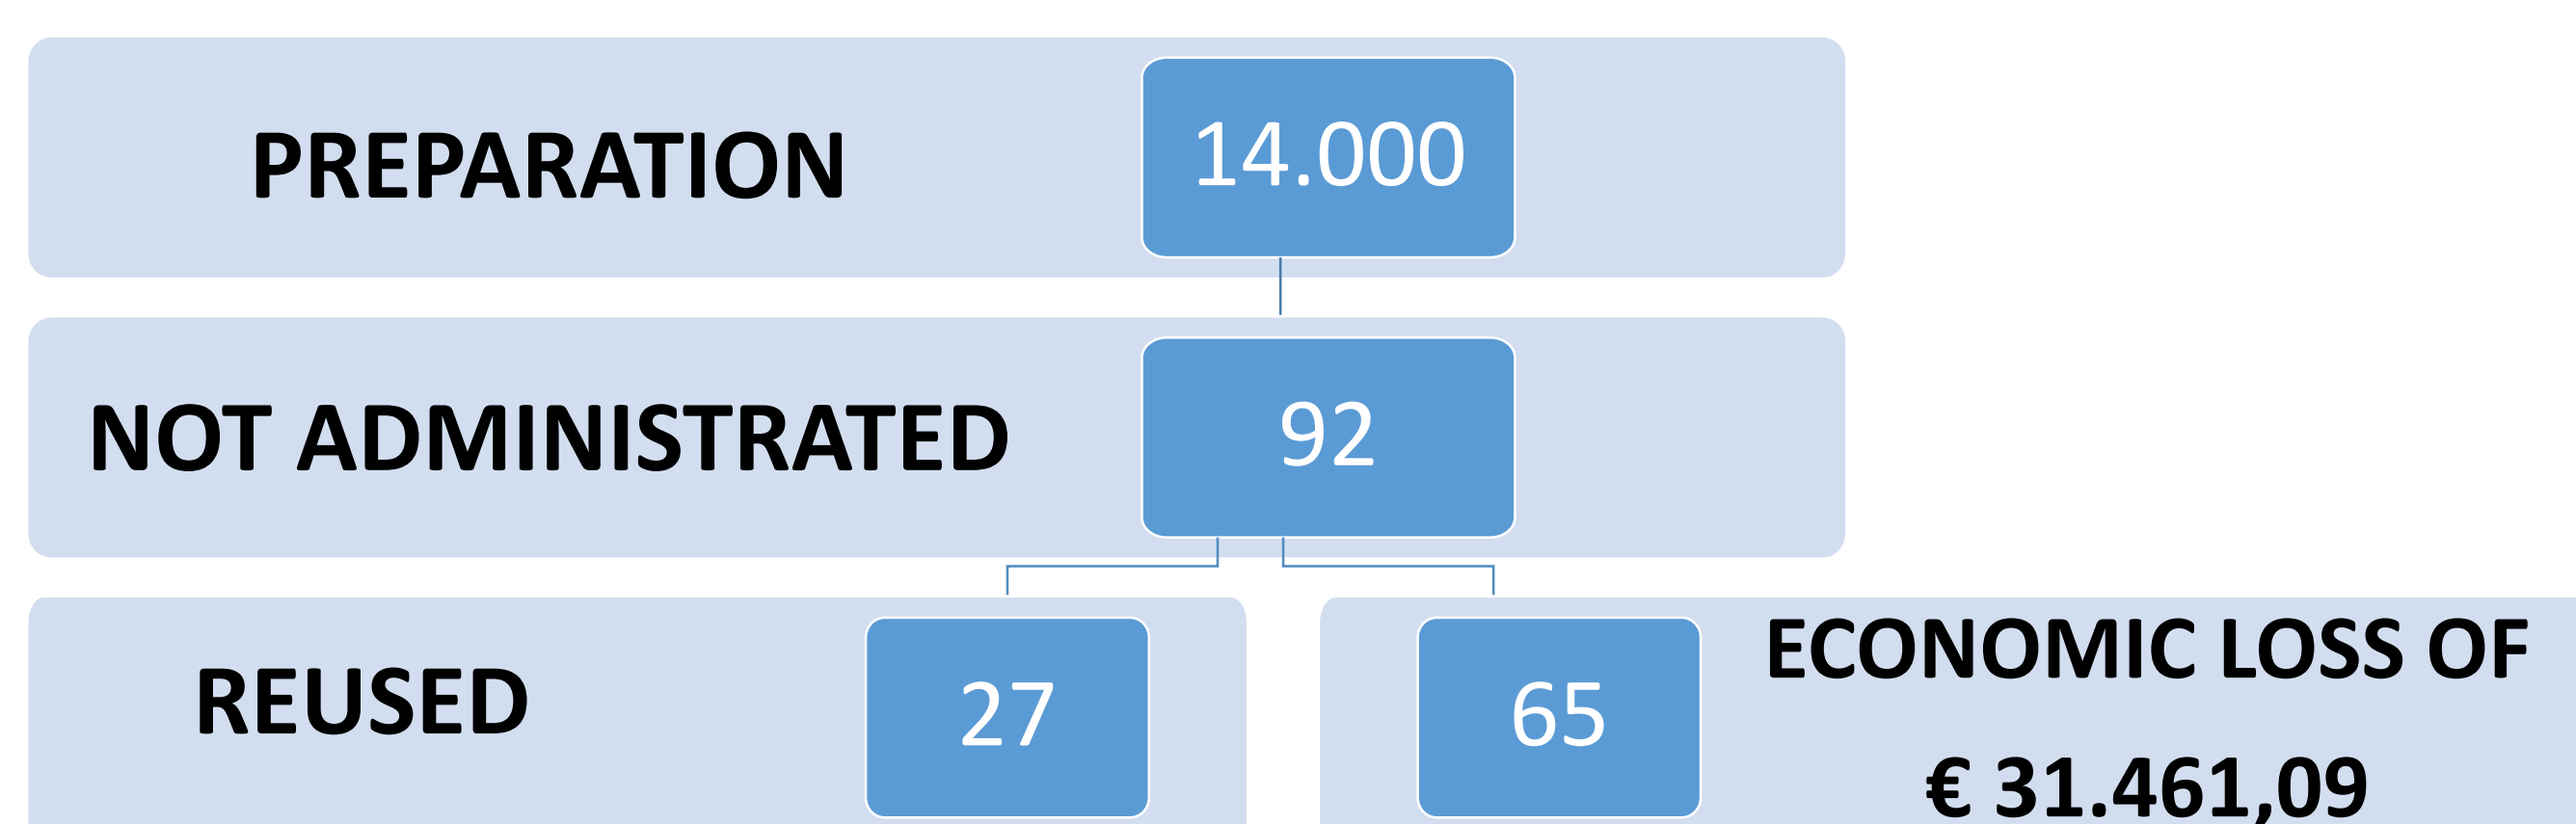 PREPARATION
14.000
NOT ADMINISTRATED
92
REUSED
27
65
ECONOMIC LOSS OF
€ 31.461,09